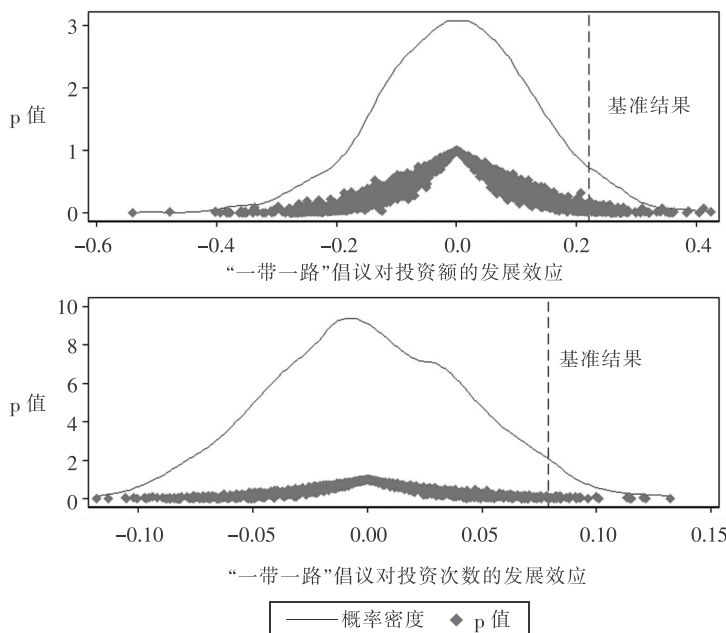 3
2
p 值
基准结果
1
0
−0.6 −0.4 −0.2 0.0 0.2 0.4
“一带一路”倡议对投资额的发展效应
10
8
基准结果
6
p 值
4
2
0
−0.10 −0.05 0.00 0.05 0.10 0.15
“一带一路”倡议对投资次数的发展效应
概率密度 p 值